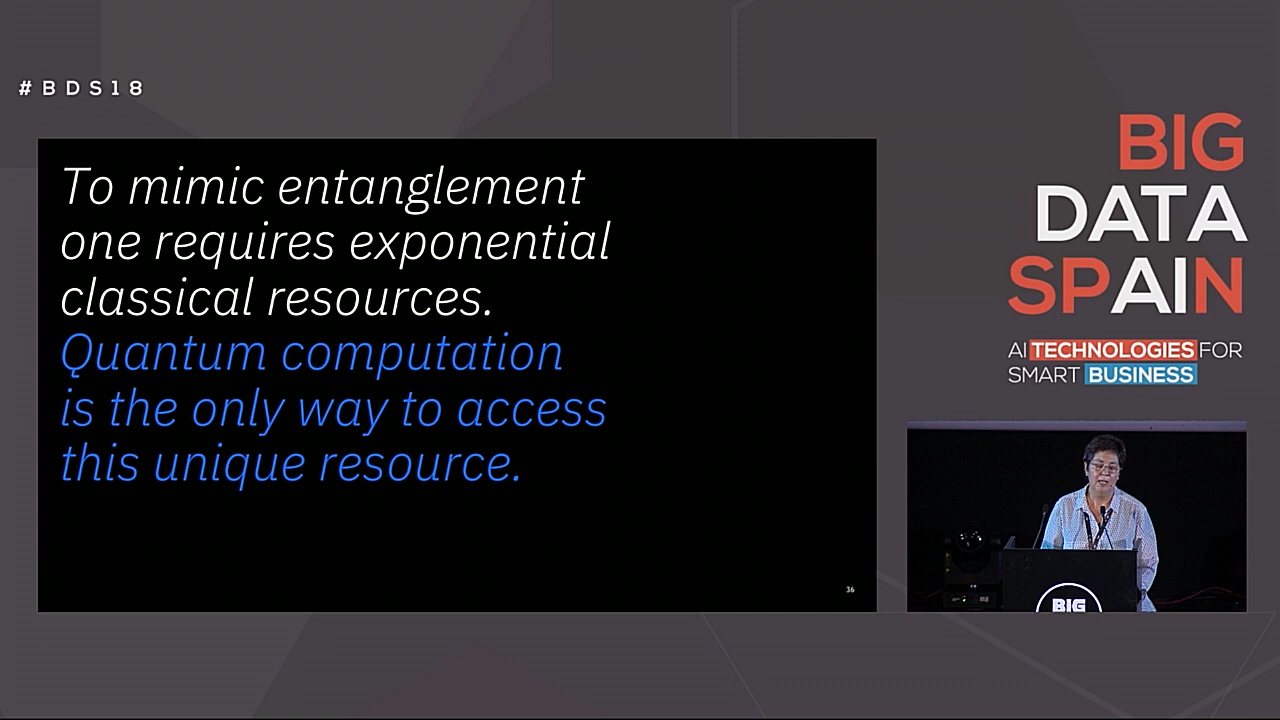 #BDS18
To mimic entanglement
one requires exponential
classical resources.
Quantum computation
is the only way to access
this unique resource.
36
BIG
DATA
SPAIN
AI TECHNOLOGIES FOR
SMART BUSINESS
BIG